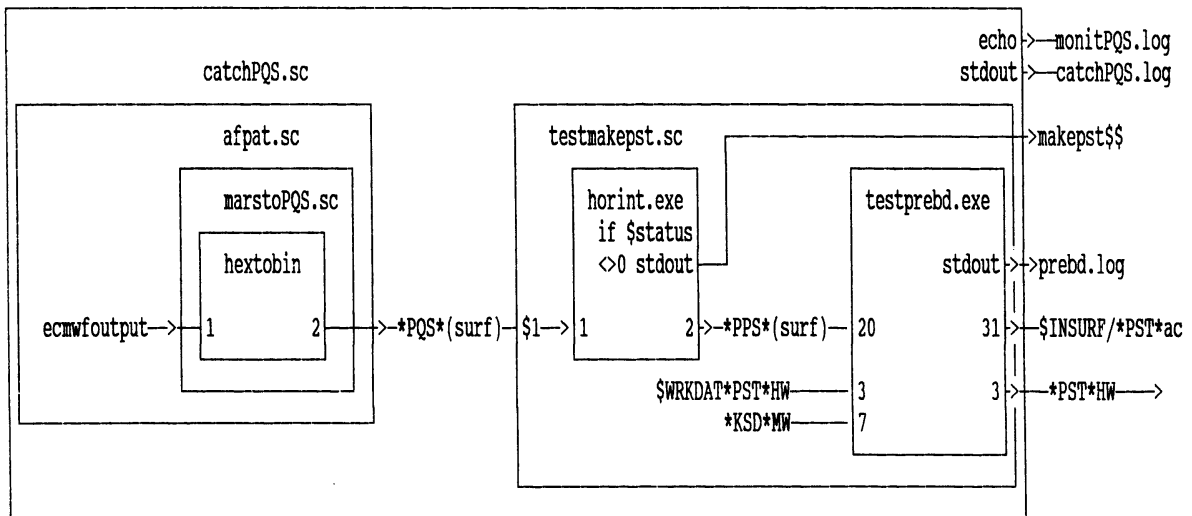 echo >monitPQS.log
catchPQS.sc stdout >catchPQS.log
afpat.sc testmakepst.sc >makepst$$
marstoPQS.sc horint.exe testprebd.exe
if $status
hextobin <>0 stdout stdout > >prebd.log
ecmwfoutput > 1 2 > *PQS*(surf) $1 > 1 2 > *PPS*(surf) 20 31 > $INSURF/*PST*ac
$WRKDAT*PST*HW 3 3 > *PST*HW >
*KSD*MW 7